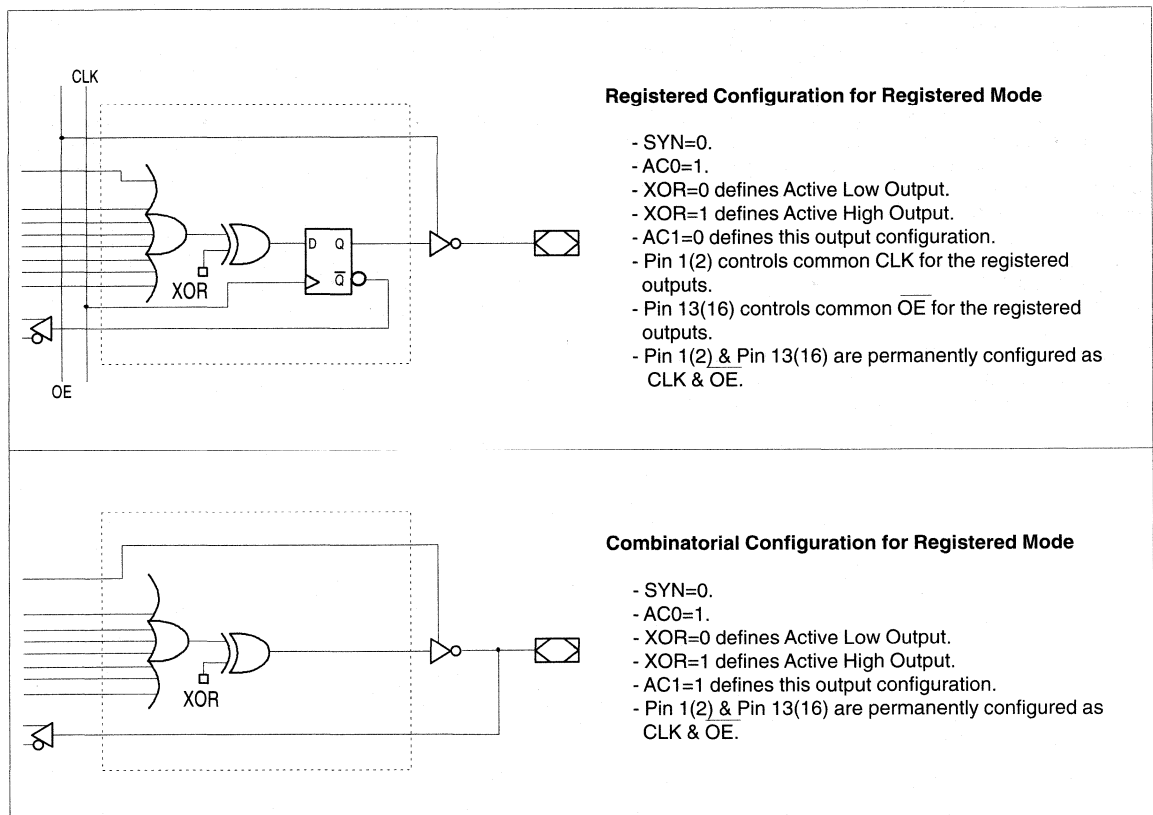 CLK
XOR
D Q
Q̅
OE
Registered Configuration for Registered Mode
- SYN=0.
- AC0=1.
- XOR=0 defines Active Low Output.
- XOR=1 defines Active High Output.
- AC1=0 defines this output configuration.
- Pin 1(2) controls common CLK for the registered
outputs.
- Pin 13(16) controls common O̅E̅ for the registered
outputs.
- Pin 1(2) & Pin 13(16) are permanently configured as
CLK & O̅E̅.
XOR
Combinatorial Configuration for Registered Mode
- SYN=0.
- AC0=1.
- XOR=0 defines Active Low Output.
- XOR=1 defines Active High Output.
- AC1=1 defines this output configuration.
- Pin 1(2) & Pin 13(16) are permanently configured as
CLK & O̅E̅.